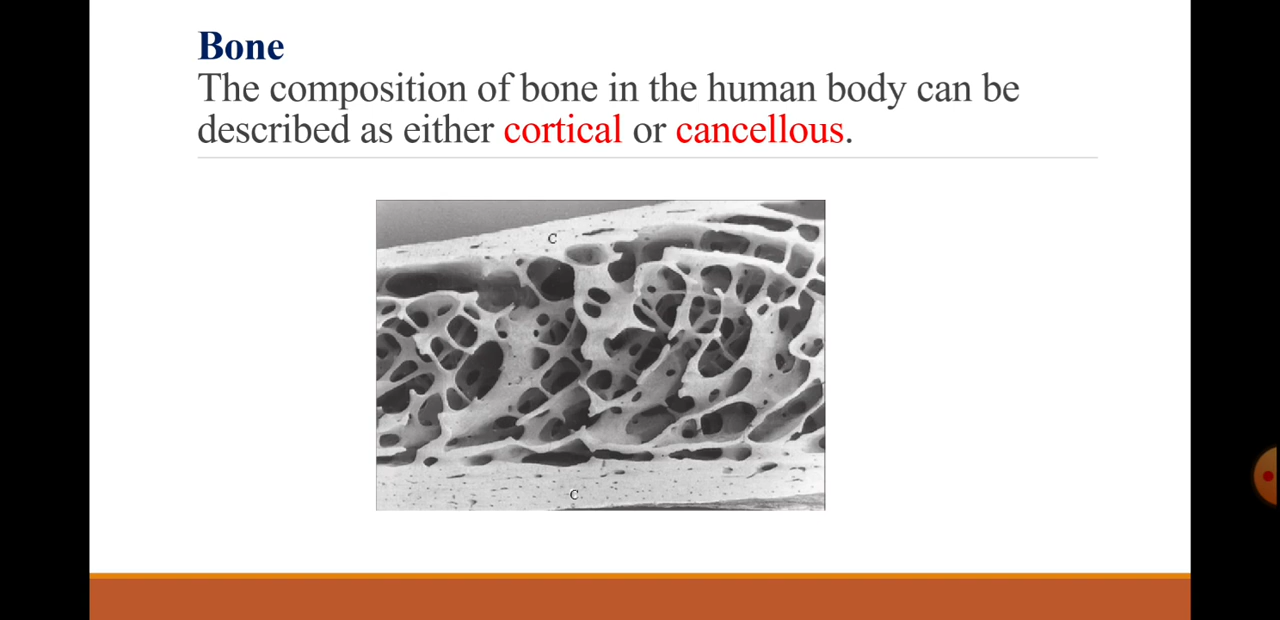 Bone
The composition of bone in the human body can be
described as either cortical or cancellous.
C
C